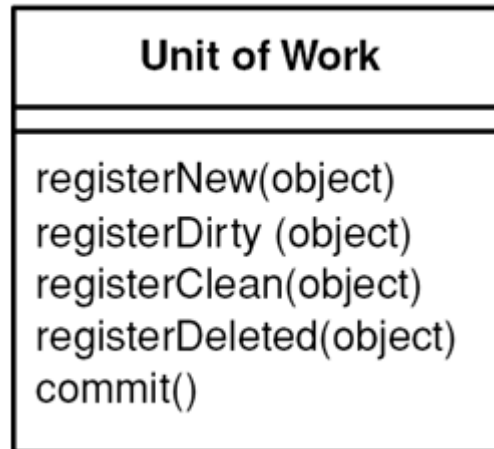 Unit of Work
registerNew(object)
registerDirty (object)
registerClean(object)
registerDeleted(object)
commit()